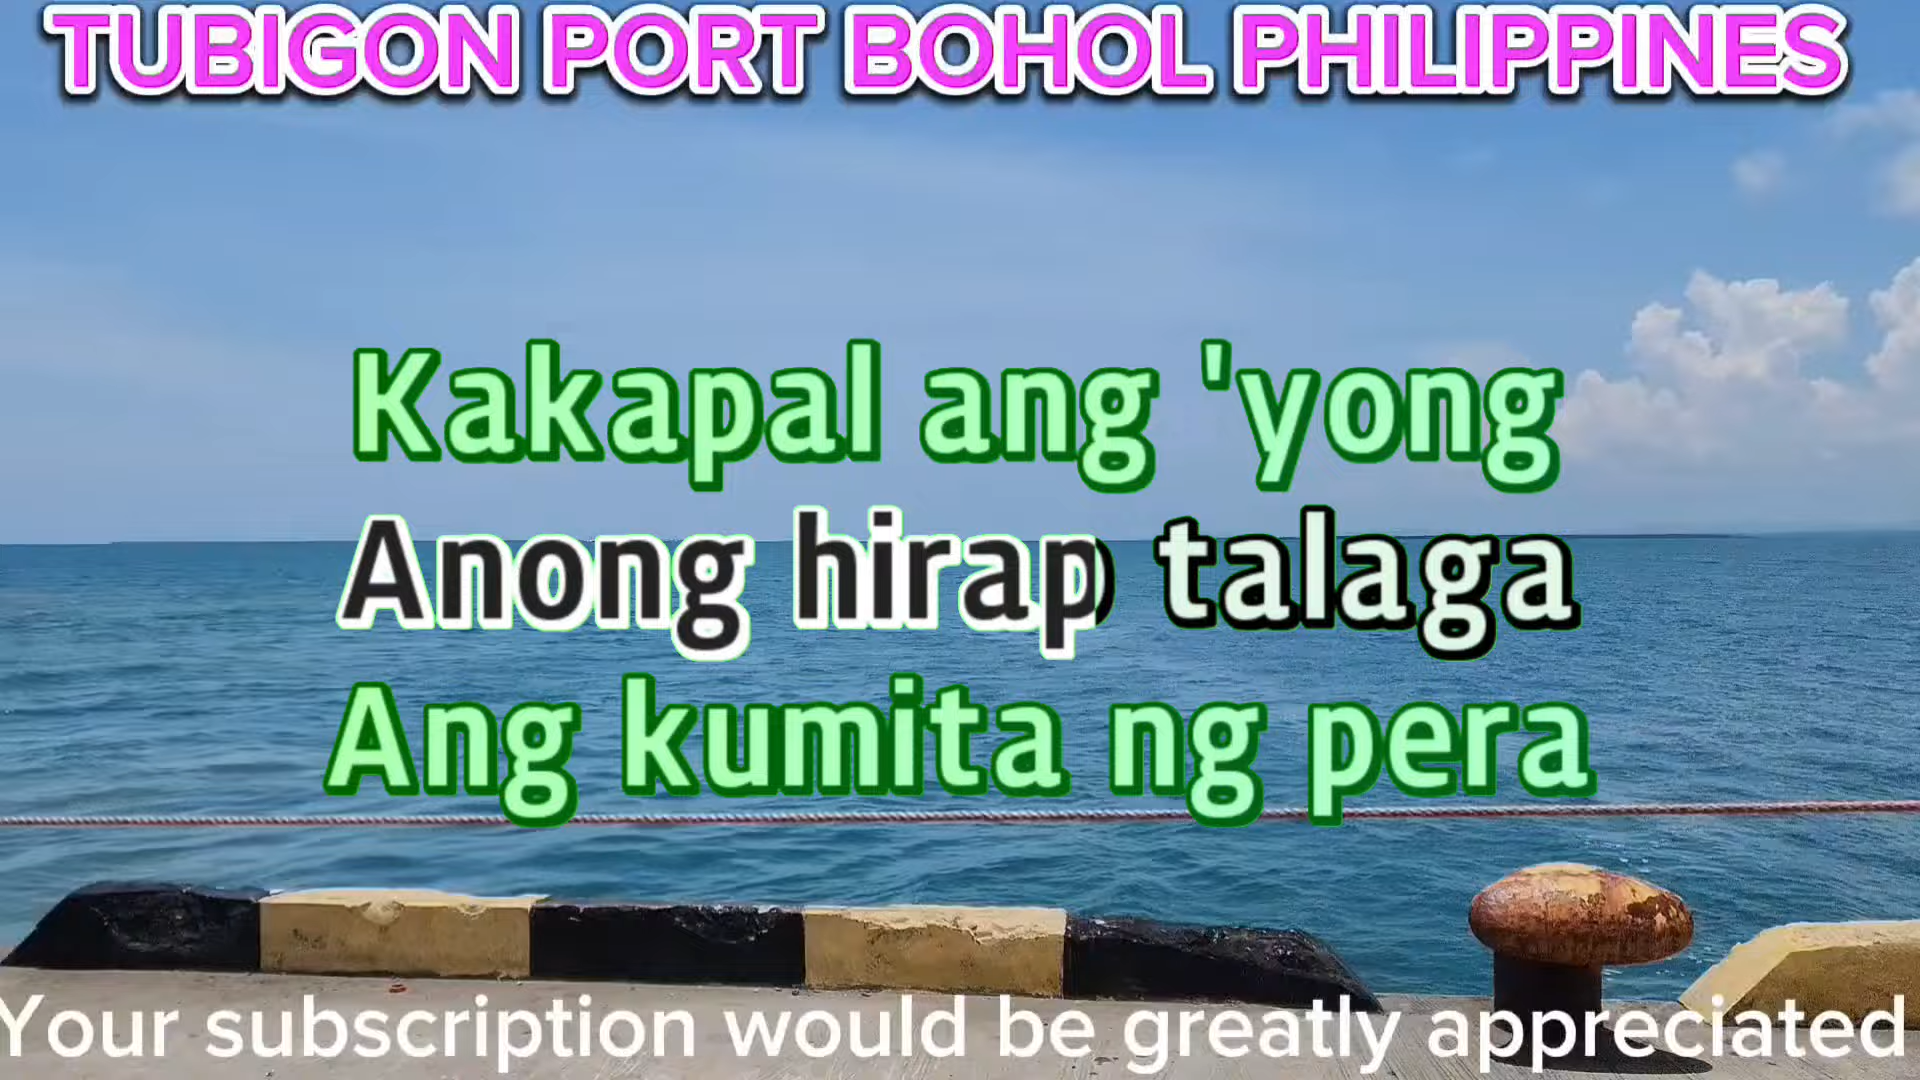 TUBIGON PORT BOHOL PHILIPPINES
Kakapal ang 'yong
Anong hirap talaga
Ang kumita ng pera
Your subscription would be greatly appreciated